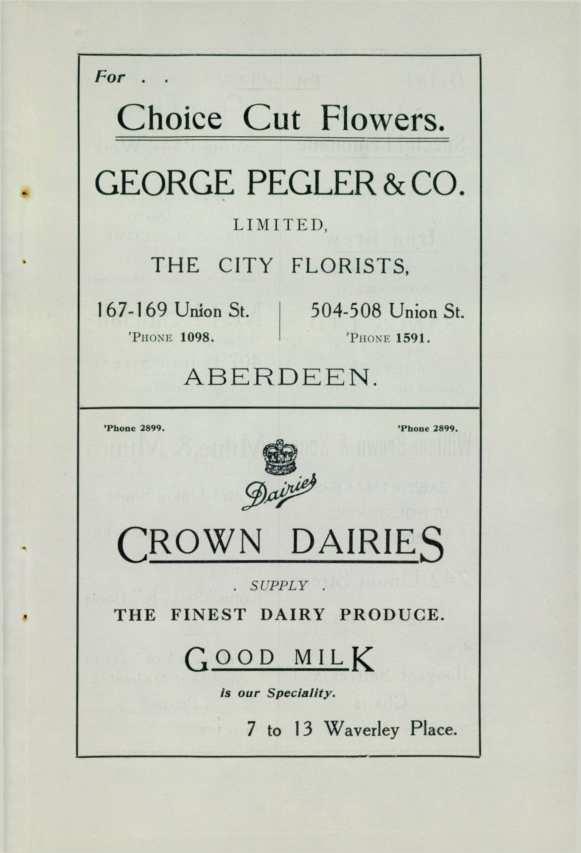 For . .
Choice Cut Flowers.
GEORGE PEGLER & CO.
LIMITED,
THE CITY FLORISTS,
167-169 Union St. 504-508 Union St.
'PHONE 1098. 'PHONE 1591.
ABERDEEN.
'Phone 2899. 'Phone 2899.
Dairies
CROWN DAIRIES
. SUPPLY .
THE FINEST DAIRY PRODUCE.
GOOD MILK
is our Speciality.
7 to 13 Waverley Place.